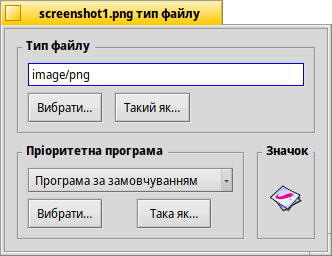 screenshot1.png тип файлу
Тип файлу
image/png
Вибрати...
Такий як...
Пріоритетна програма
Значок
Програма за замовчуванням
Вибрати...
Така як...